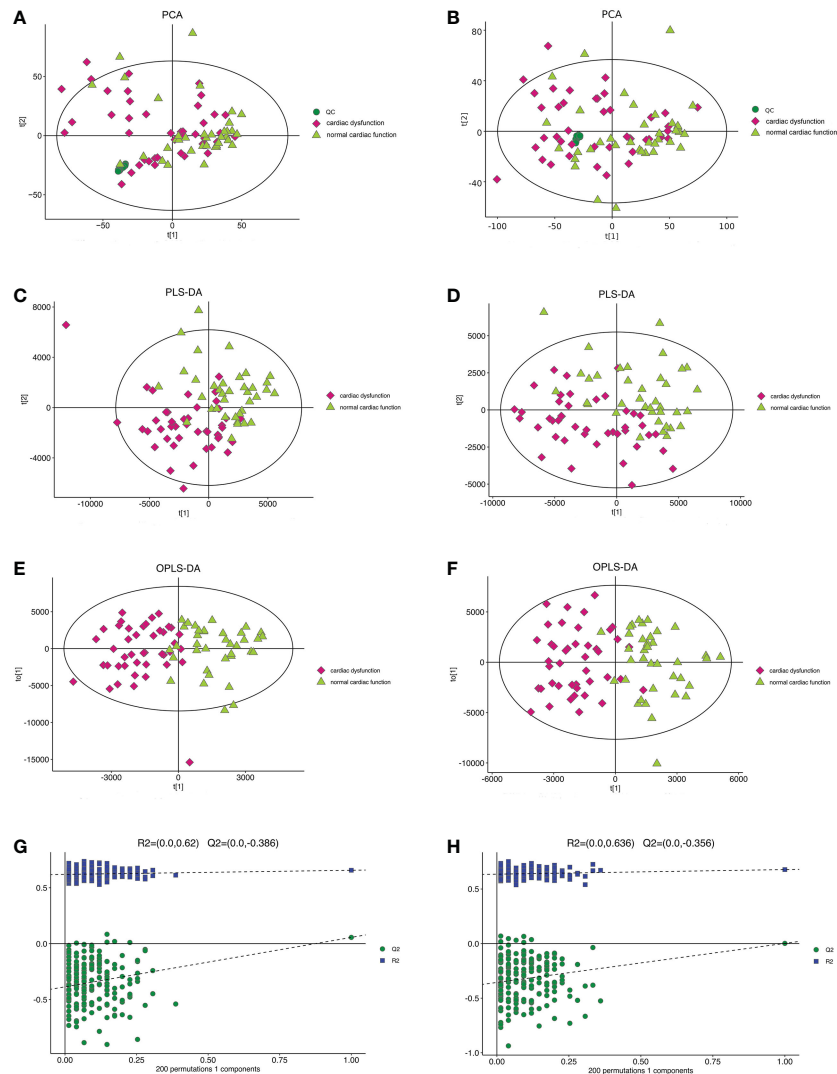 A
PCA
50
0
−50
t[2]
−50
0
50
t[1]
QC
cardiac dysfunction
normal cardiac function
B
PCA
80
40
0
-40
t[2]
-100
-50
0
50
100
t[1]
QC
cardiac dysfunction
normal cardiac function
C
PLS-DA
8000
4000
0
-4000
t[2]
-10000
-5000
0
5000
t[1]
cardiac dysfunction
normal cardiac function
D
PLS-DA
5000
2500
0
-2500
-5000
t[2]
-10000
-5000
0
5000
10000
t[1]
cardiac dysfunction
normal cardiac function
E
OPLS-DA
5000
0
-5000
-10000
-15000
to[1]
-3000
0
3000
t[1]
cardiac dysfunction
normal cardiac function
F
OPLS-DA
5000
0
-5000
-10000
to[1]
-6000
-3000
0
3000
6000
t[1]
cardiac dysfunction
normal cardiac function
G
R2=(0.0,0.62) Q2=(0.0,-0.386)
0.5
0.0
-0.5
0.00
0.25
0.50
0.75
1.00
200 permutations 1 components
Q2
R2
H
R2=(0.0,0.636) Q2=(0.0,-0.356)
0.5
0.0
-0.5
-1.0
0.00
0.25
0.50
0.75
1.00
200 permutations 1 components
Q2
R2